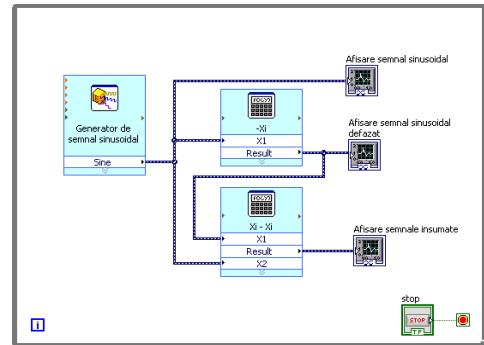 Afisare semnal sinusoidal
Generator de
semnal sinusoidal
Sine
f(x,y)
-Xi
X1
Result
Afisare semnal sinusoidal
defazat
f(x,y)
Xi - Xi
X1
Result
X2
Afisare semnale insumate
stop
STOP
TF
i